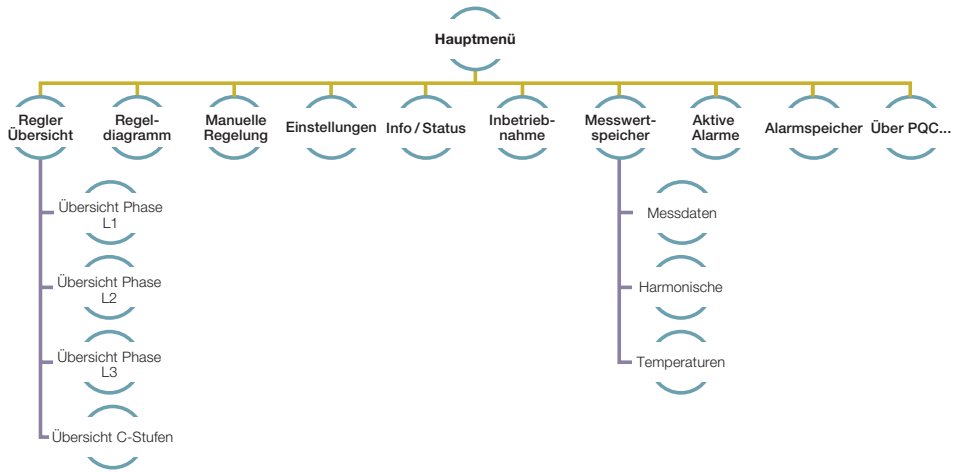 Hauptmenü
Regler
Übersicht
Regel-
diagramm
Manuelle
Regelung
Einstellungen
Info / Status
Inbetrieb-
nahme
Messwert-
speicher
Aktive
Alarme
Alarmspeicher
Über PQC...
Übersicht Phase
L1
Übersicht Phase
L2
Übersicht Phase
L3
Übersicht C-Stufen
Messdaten
Harmonische
Temperaturen